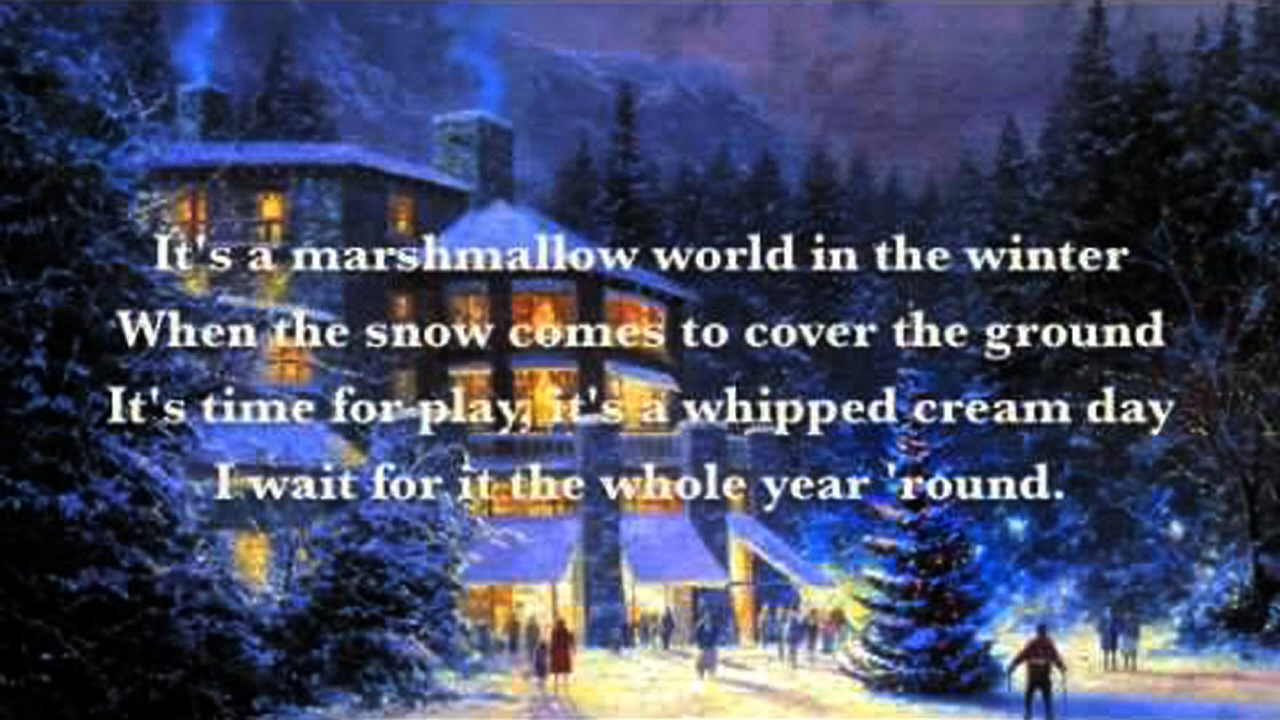 It's a marshmallow world in the winter
When the snow comes to cover the ground
It's time for play, it's a whipped cream day
I wait for it the whole year 'round.